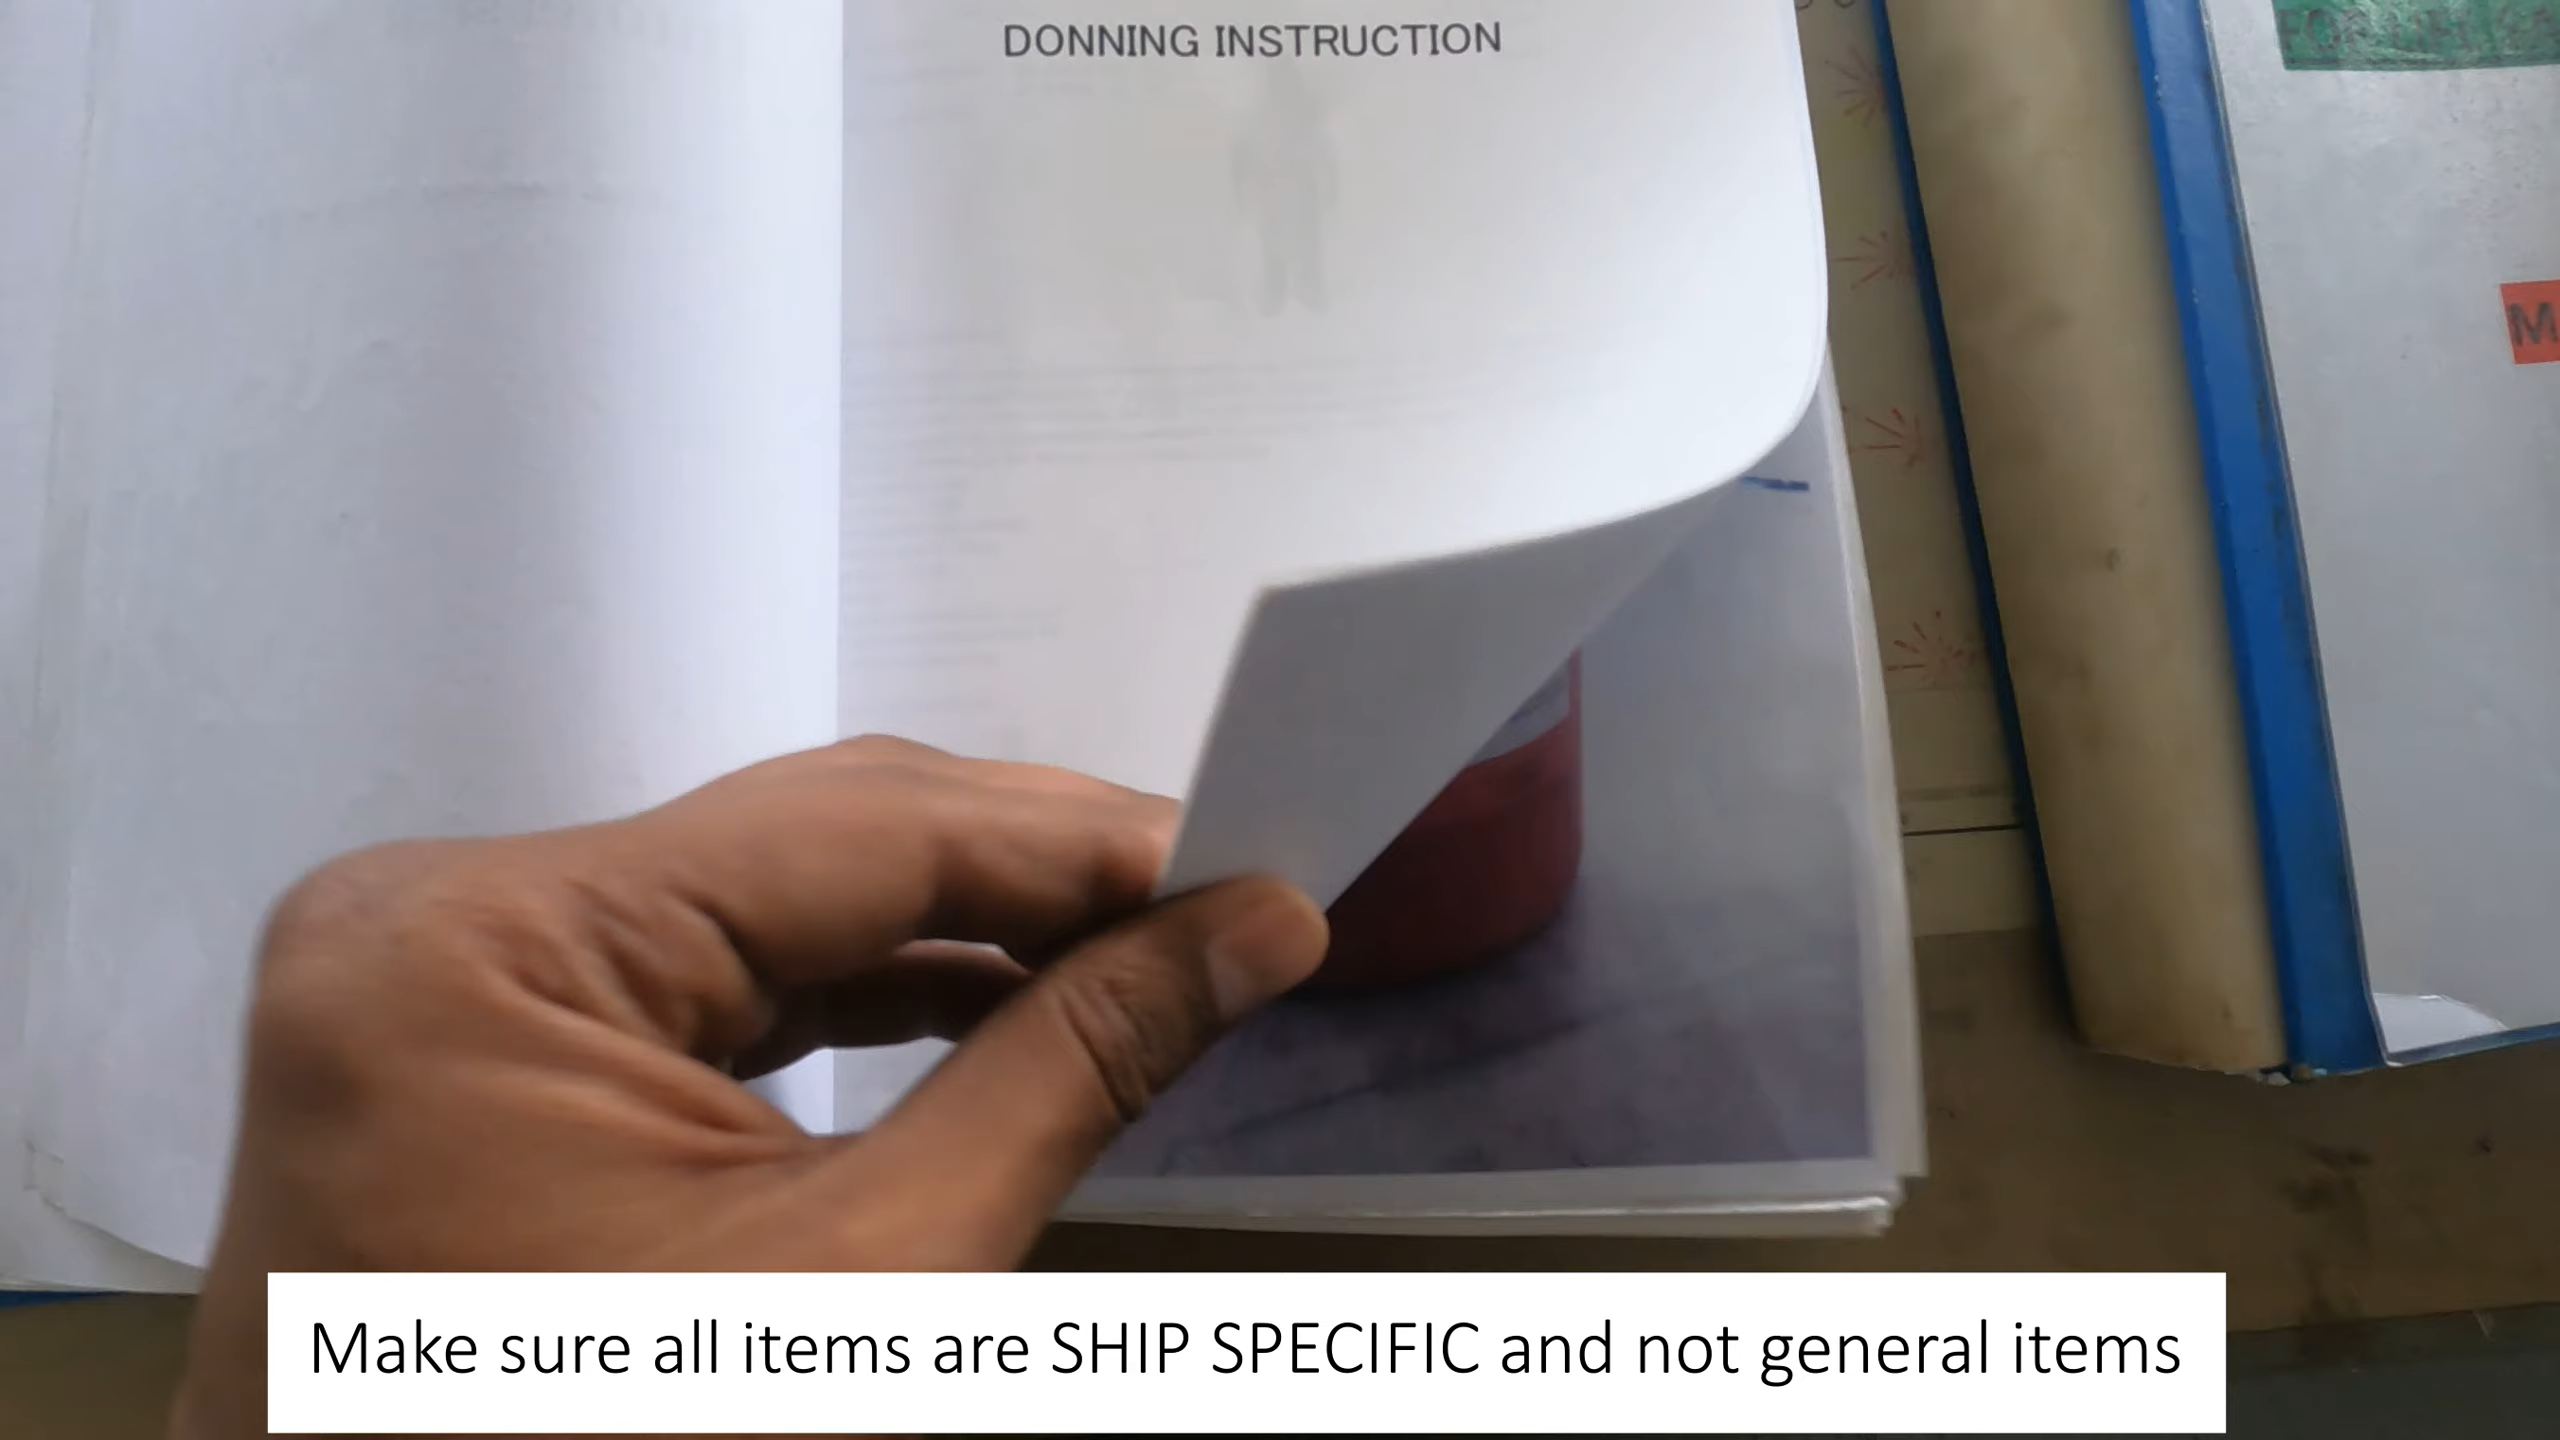 DONNING INSTRUCTION
Make sure all items are SHIP SPECIFIC and not general items